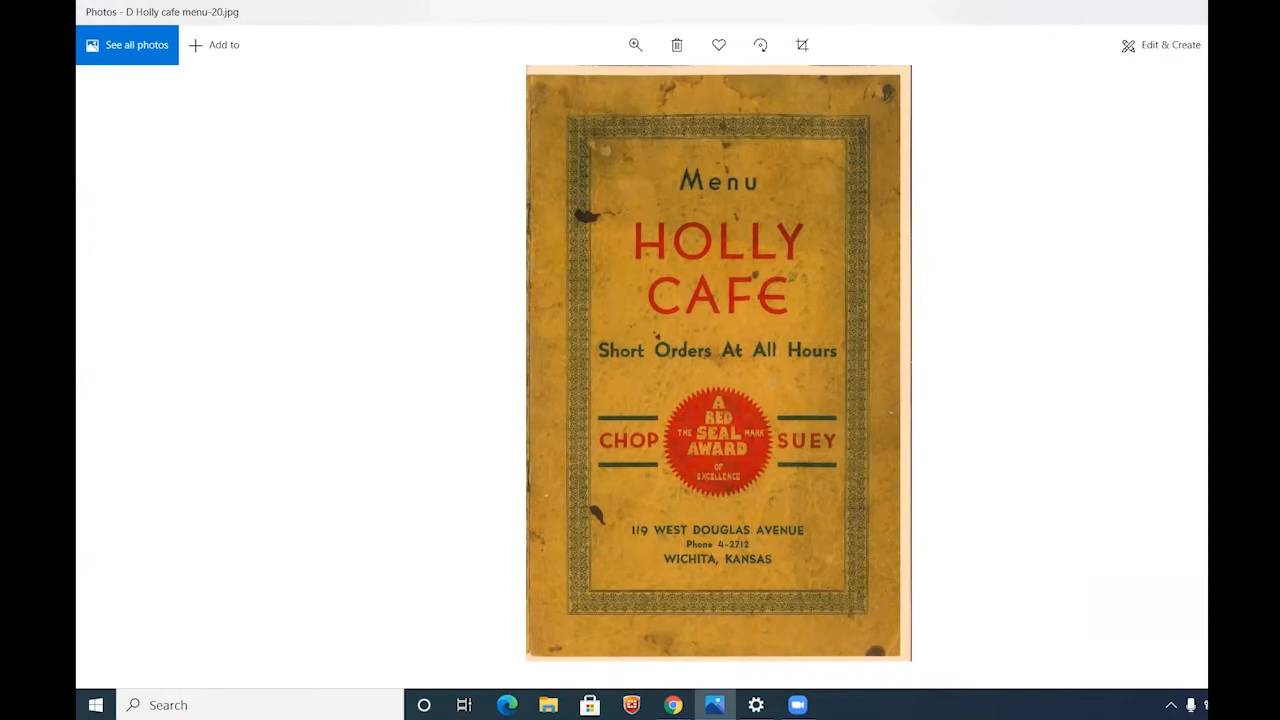 Photos - D Holly cafe menu-20.jpg
See all photos
Add to
Edit & Create
Menu
HOLLY
CAFE
Short Orders At All Hours
CHOP
A
RED
THE SEAL MARK
AWARD
OF
EXCELLENCE
SUEY
119 WEST DOUGLAS AVENUE
Phone 4-2712
WICHITA, KANSAS
Search